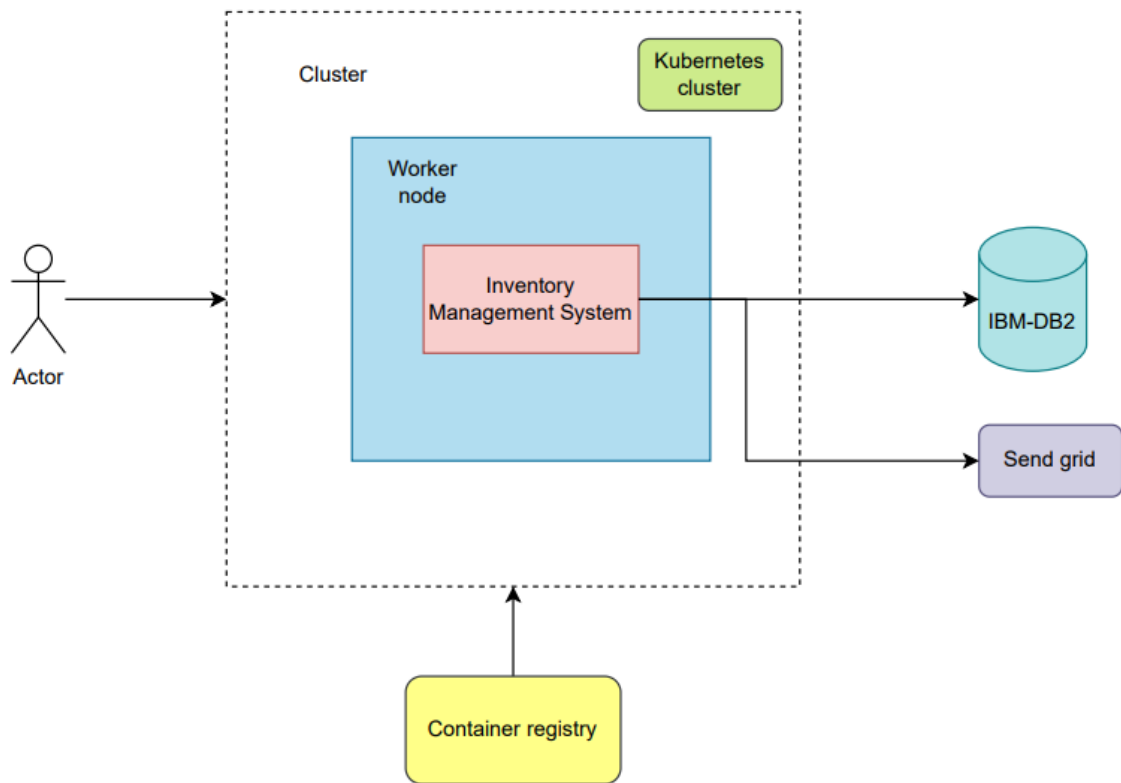 Kubernetes
cluster
Cluster
Worker
node
Inventory
Management System
IBM-DB2
Actor
Send grid
Container registry